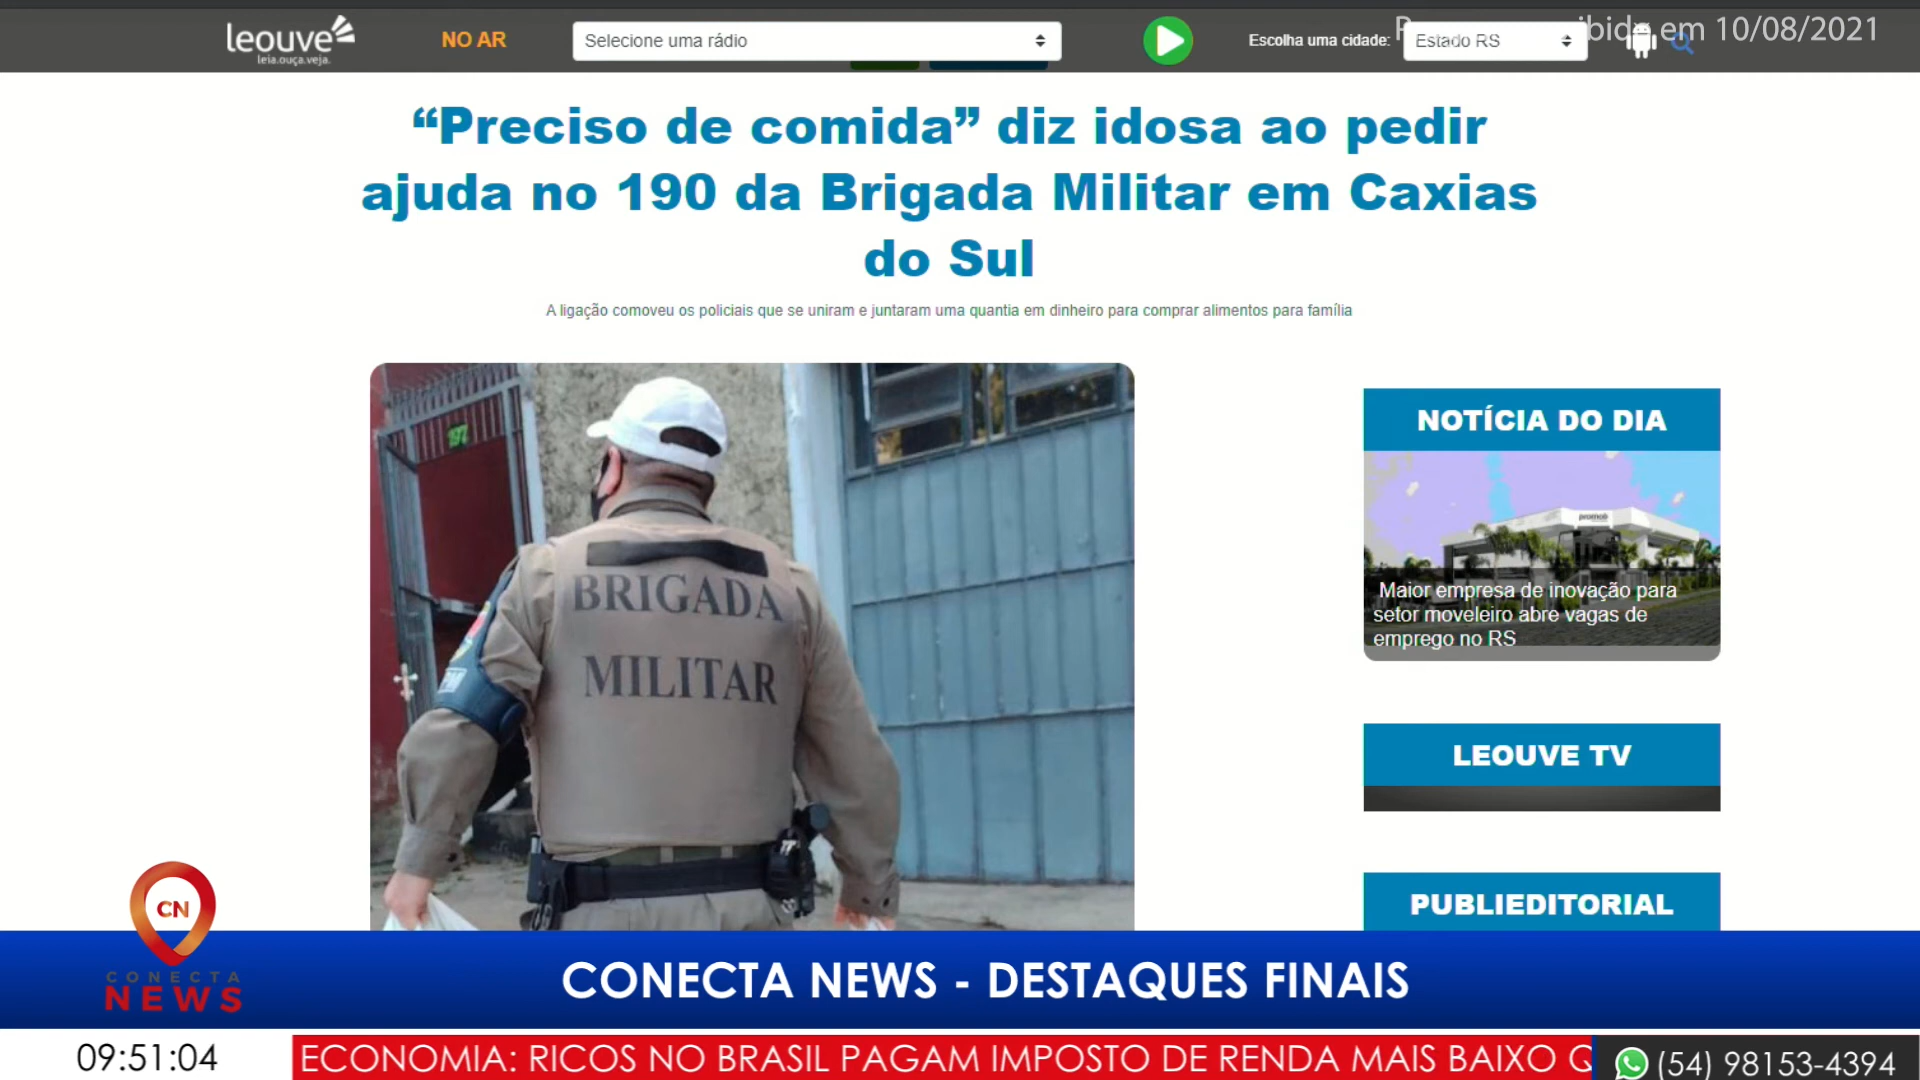 leouve
leia.ouça.veja.
NO AR
Selecione uma rádio
Escolha uma cidade:
Estado RS
em 10/08/2021
“Preciso de comida” diz idosa ao pedir
ajuda no 190 da Brigada Militar em Caxias
do Sul
A ligação comoveu os policiais que se uniram e juntaram uma quantia em dinheiro para comprar alimentos para família
197
BRIGADA
MILITAR
NOTÍCIA DO DIA
promob
Maior empresa de inovação para
setor moveleiro abre vagas de
emprego no RS
LEOUVE TV
PUBLIEDITORIAL
CN
CONECTA
NEWS
CONECTA NEWS - DESTAQUES FINAIS
09:51:04
ECONOMIA: RICOS NO BRASIL PAGAM IMPOSTO DE RENDA MAIS BAIXO Q
(54) 98153-4394